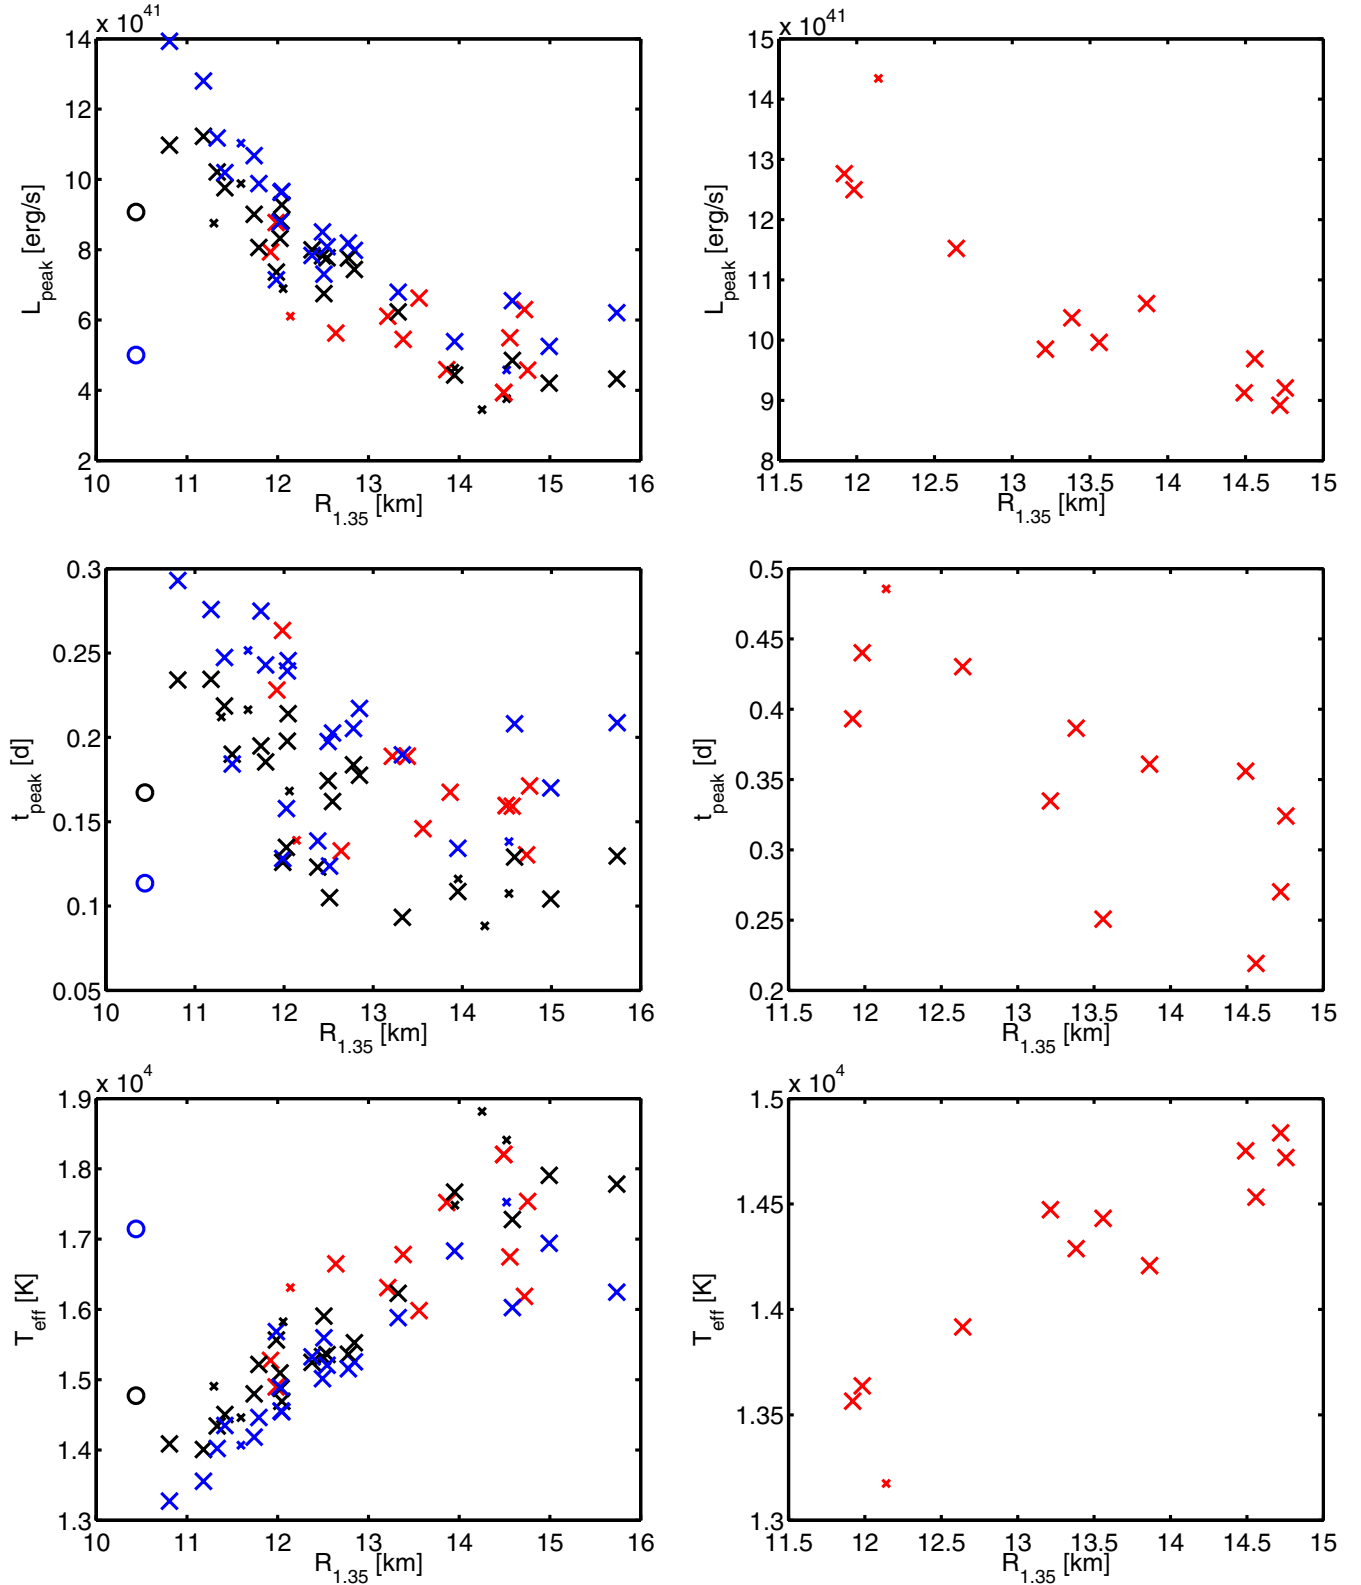 x 10^41
14
12
10
8
6
4
2
L_peak [erg/s]
10 11 12 13 14 15 16
R_1.35 [km]
x 10^41
15
14
13
12
11
10
9
8
L_peak [erg/s]
11.5 12 12.5 13 13.5 14 14.5 15
R_1.35 [km]
0.3
0.25
0.2
0.15
0.1
0.05
t_peak [d]
10 11 12 13 14 15 16
R_1.35 [km]
0.5
0.45
0.4
0.35
0.3
0.25
0.2
t_peak [d]
11.5 12 12.5 13 13.5 14 14.5 15
R_1.35 [km]
x 10^4
1.9
1.8
1.7
1.6
1.5
1.4
1.3
T_eff [K]
10 11 12 13 14 15 16
R_1.35 [km]
x 10^4
1.5
1.45
1.4
1.35
1.3
T_eff [K]
11.5 12 12.5 13 13.5 14 14.5 15
R_1.35 [km]